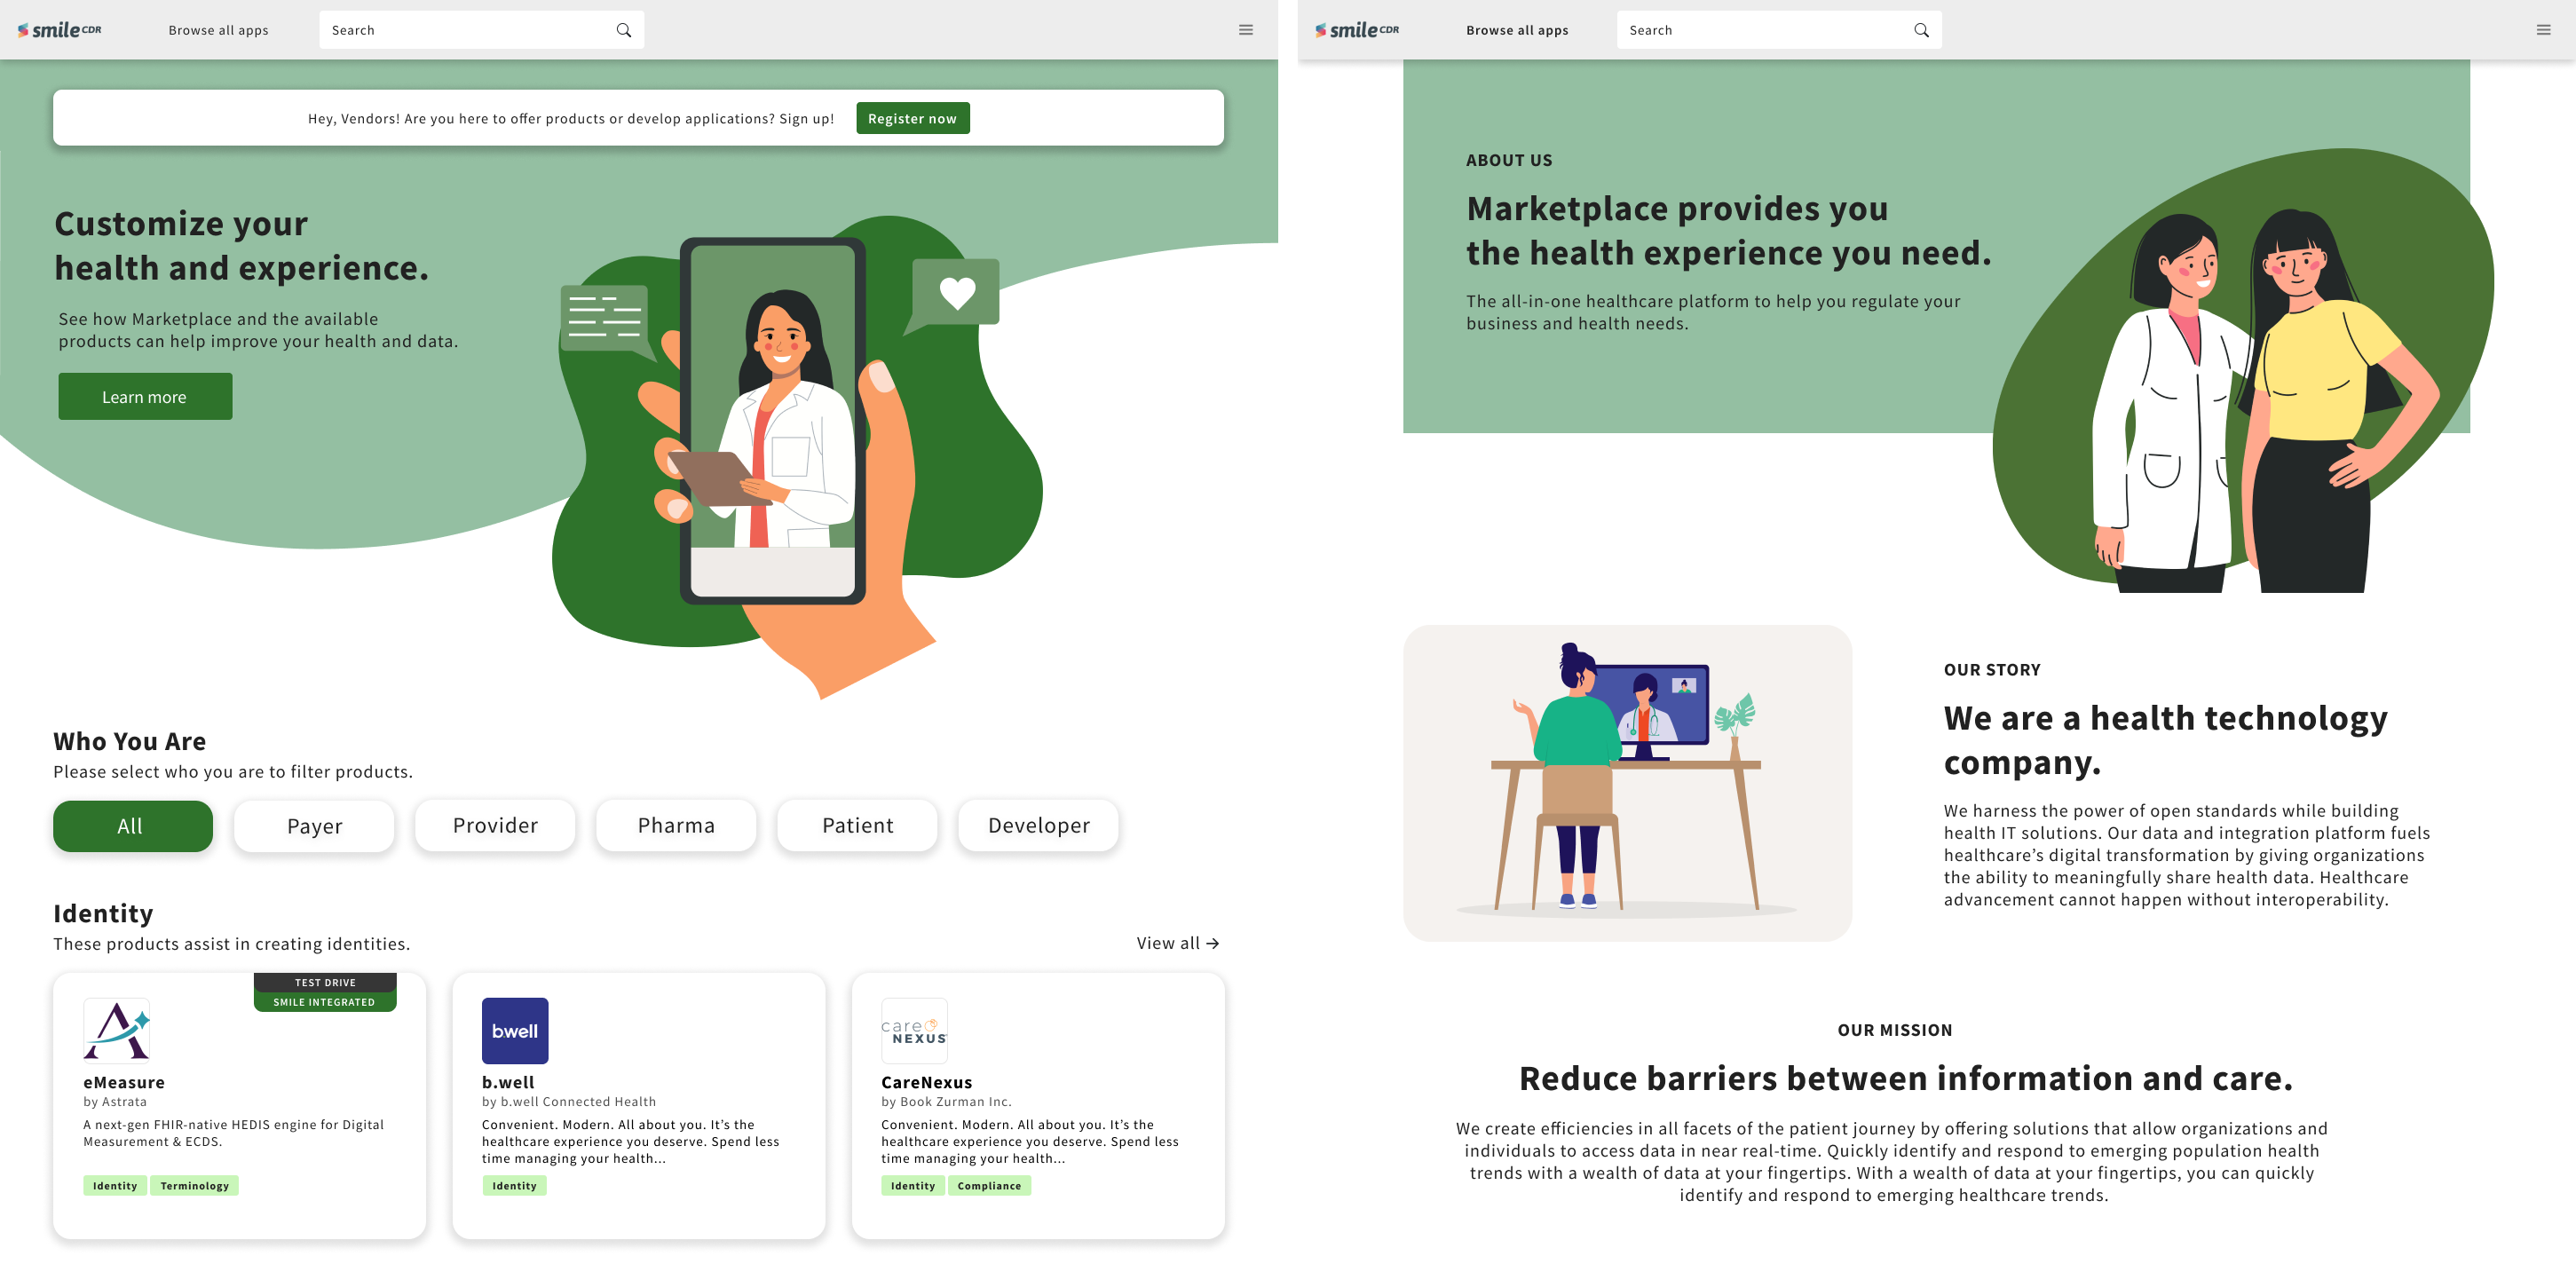 smile CDR
Browse all apps
Search
Hey, Vendors! Are you here to offer products or develop applications? Sign up!
Register now
Customize your
health and experience.
See how Marketplace and the available
products can help improve your health and data.
Learn more
Who You Are
Please select who you are to filter products.
All
Payer
Provider
Pharma
Patient
Developer
Identity
These products assist in creating identities.
View all →
TEST DRIVE
SMILE INTEGRATED
eMeasure
by Astrata
A next-gen FHIR-native HEDIS engine for Digital
Measurement & ECDS.
Identity
Terminology
b.well
b.well
by b.well Connected Health
Convenient. Modern. All about you. It’s the
healthcare experience you deserve. Spend less
time managing your health...
Identity
care
NEXUS
CareNexus
by Book Zurman Inc.
Convenient. Modern. All about you. It’s the
healthcare experience you deserve. Spend less
time managing your health...
Identity
Compliance
smile CDR
Browse all apps
Search
ABOUT US
Marketplace provides you
the health experience you need.
The all-in-one healthcare platform to help you regulate your
business and health needs.
OUR STORY
We are a health technology
company.
We harness the power of open standards while building
health IT solutions. Our data and integration platform fuels
healthcare’s digital transformation by giving organizations
the ability to meaningfully share health data. Healthcare
advancement cannot happen without interoperability.
OUR MISSION
Reduce barriers between information and care.
We create efficiencies in all facets of the patient journey by offering solutions that allow organizations and
individuals to access data in near real-time. Quickly identify and respond to emerging population health
trends with a wealth of data at your fingertips. With a wealth of data at your fingertips, you can quickly
identify and respond to emerging healthcare trends.